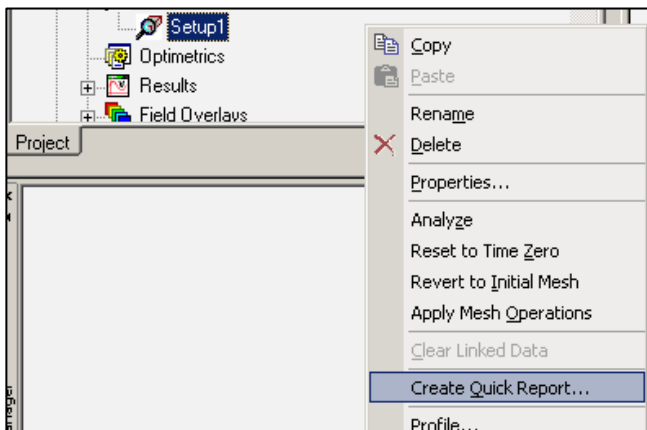 Setup1
Optimetrics
Results
Field Overlays
Project
Copy
Paste
Rename
Delete
Properties...
Analyze
Reset to Time Zero
Revert to Initial Mesh
Apply Mesh Operations
Clear Linked Data
Create Quick Report...
Profile...